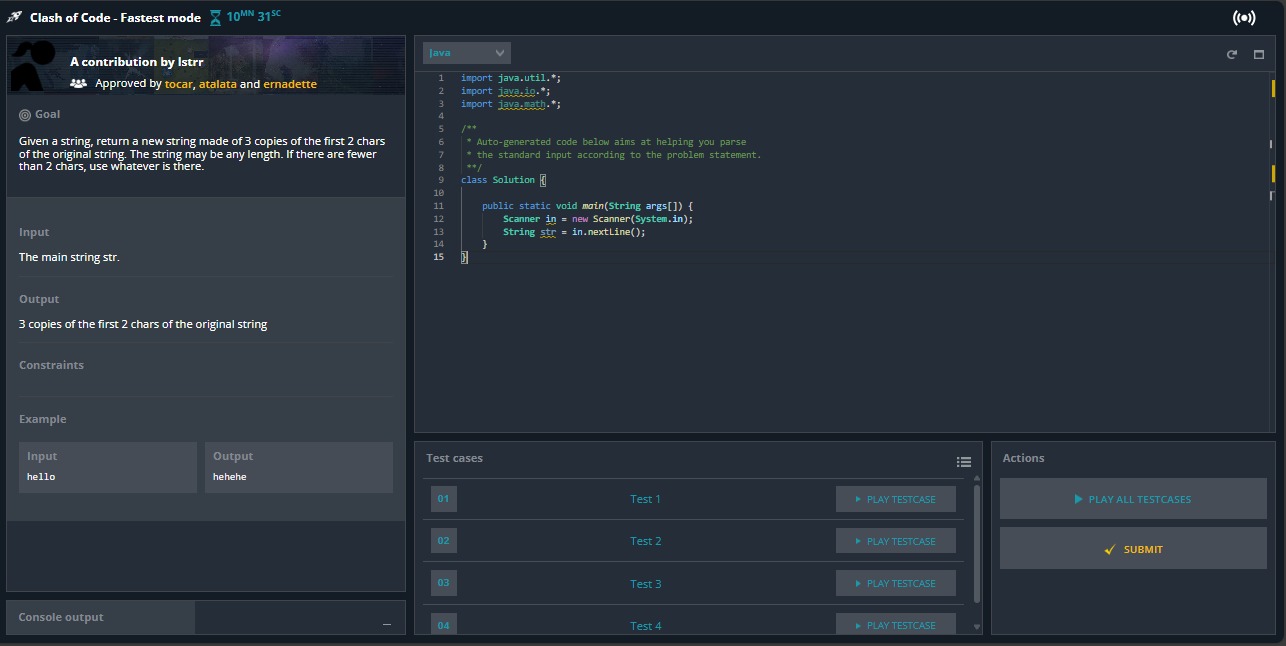 Clash of Code - Fastest mode 10MN 31SC
A contribution by lstrr
Approved by tocar, atalata and ernadette
Goal
Given a string, return a new string made of 3 copies of the first 2 chars
of the original string. The string may be any length. If there are fewer
than 2 chars, use whatever is there.
Input
The main string str.
Output
3 copies of the first 2 chars of the original string
Constraints
Example
Input
hello
Output
hehehe
Console output
Java
1 import java.util.*;
2 import java.io.*;
3 import java.math.*;
4
5 /**
6 * Auto-generated code below aims at helping you parse
7 * the standard input according to the problem statement.
8 **/
9 class Solution {
10
11 public static void main(String args[]) {
12 Scanner in = new Scanner(System.in);
13 String str = in.nextLine();
14 }
15 }
Test cases
01 Test 1 PLAY TESTCASE
02 Test 2 PLAY TESTCASE
03 Test 3 PLAY TESTCASE
04 Test 4 PLAY TESTCASE
Actions
PLAY ALL TESTCASES
SUBMIT